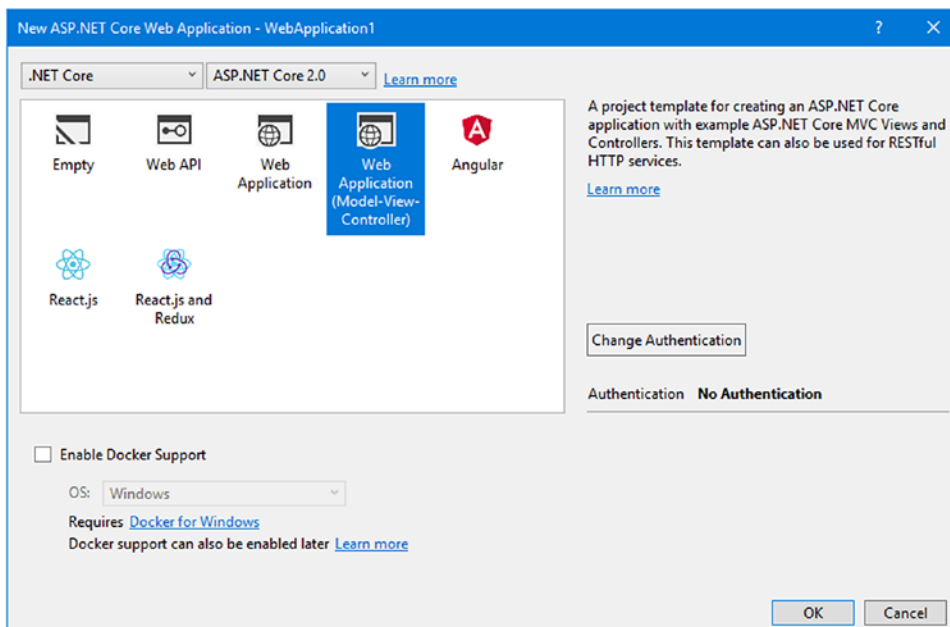 New ASP.NET Core Web Application - WebApplication1
?
.NET Core
ASP.NET Core 2.0
Learn more
Empty
Web API
Web
Application
Web
Application
(Model-View-
Controller)
Angular
React.js
React.js and
Redux
A project template for creating an ASP.NET Core
application with example ASP.NET Core MVC Views and
Controllers. This template can also be used for RESTful
HTTP services.
Learn more
Change Authentication
Authentication No Authentication
Enable Docker Support
OS: Windows
Requires Docker for Windows
Docker support can also be enabled later Learn more
OK
Cancel